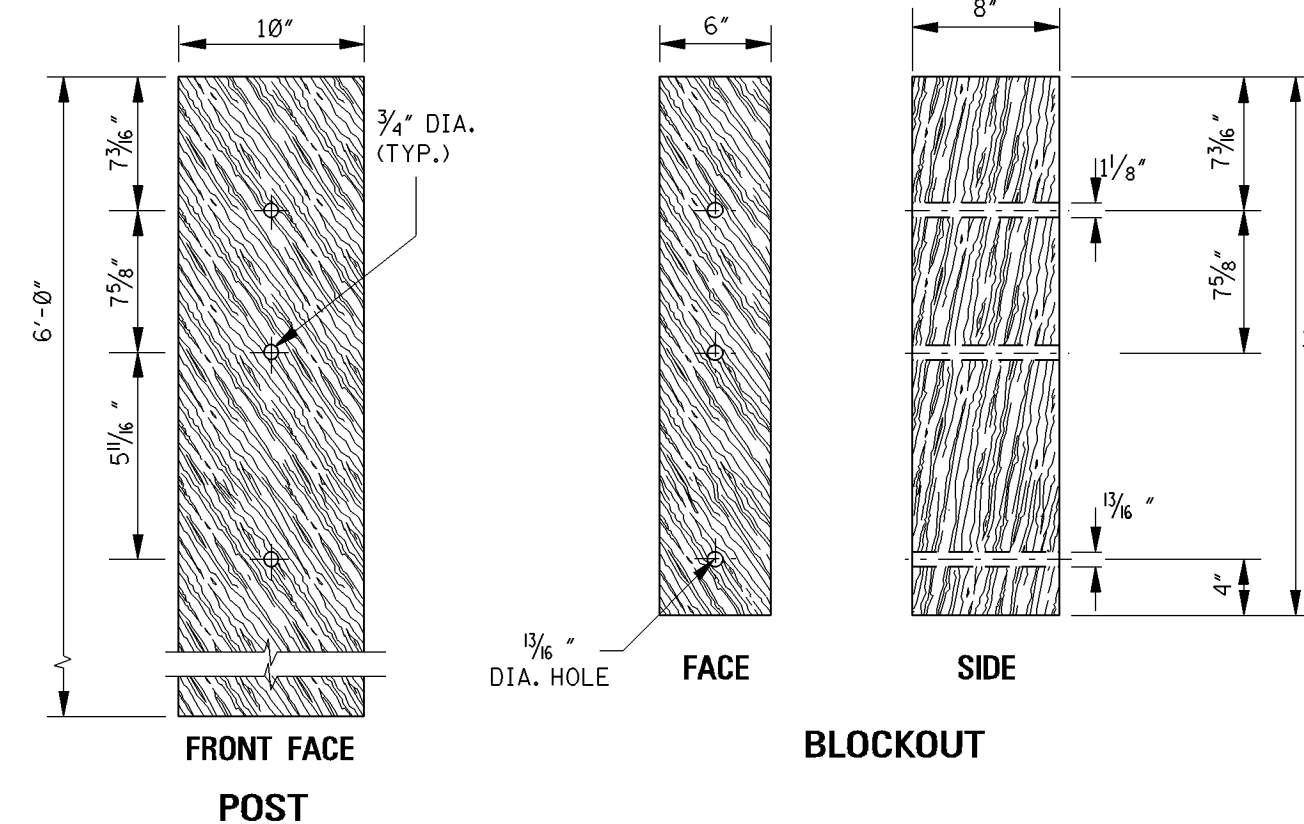 10"
6"
8"
3/4" DIA.
(TYP.)
7 3/16"
7 5/8"
5 11/16"
6'-0"
1 1/8"
7 3/16"
7 5/8"
13/16"
4"
13/16"
DIA. HOLE
FACE
SIDE
FRONT FACE
BLOCKOUT
POST